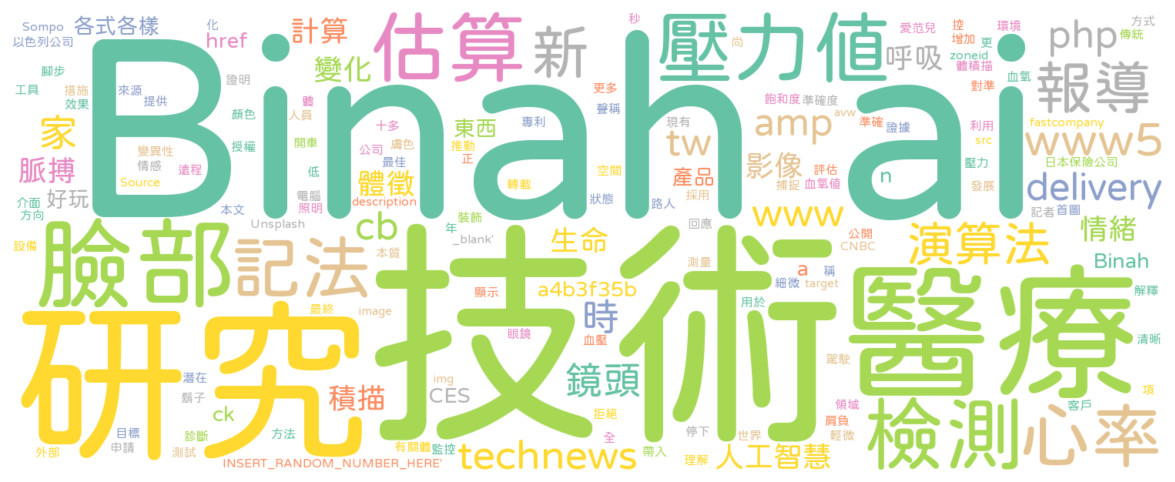 Sompo 各式各樣 化 href 計算 估算 新 秒 壓力值 尚 愛范兒 呼吸 控 增加 zoneid 更 環境 方式 傳統 php
以色列公司
Binah ai
腳步 來源 證明 變化 體積描 血氧 報導
工具 措施 效果 提供 顏色 體 人員 更多 聲稱 飽和度 準確度 對準
家 變異性 情感 授權 十多 東西 專利 現有 amp avw 準確 證據 利用 fastcompany www5
脈搏 Source 遠程 開車 膚色 公司 推動 正 tw 影像 評估 src 日本保險公司
好玩 低 最佳 體徵 空間 產品 捕捉 血氧值 壓力 發展
介面 方向 電腦 照明 description 轉載 狀態 路人 採用 n delivery
本文 Unsplash cb 年 裝飾 _blank' 回應 www 公開 CNBC 記者 首圖 情緒
設備 臉部 記法 本質 生命 測量 a 稱 target 演算法 Binah
顯示 a4b3f35b 時 細微 用於 解釋
研究 技術 醫療
最終 image 眼鏡 血壓 清晰
潛在 鬍子 積描 img CES 鏡頭 駕駛 項
ck 拒絕 領域 檢測 客戶 心率
目標 申請 診斷 方法 有關體 監控 全 停下 世界 肩負 輕微
外部 測試 INSERT_RANDOM_NUMBER_HERE' technews 帶入 理解 人工智慧